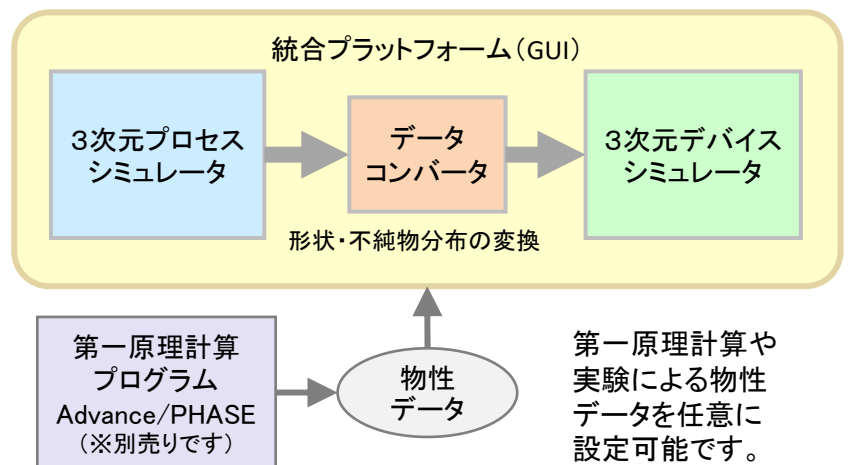 統合プラットフォーム（GUI）
３次元プロセス
シミュレータ
データ
コンバータ
３次元デバイス
シミュレータ
形状・不純物分布の変換
第一原理計算
プログラム
Advance/PHASE
（※別売りです）
物性
データ
第一原理計算や
実験による物性
データを任意に
設定可能です。